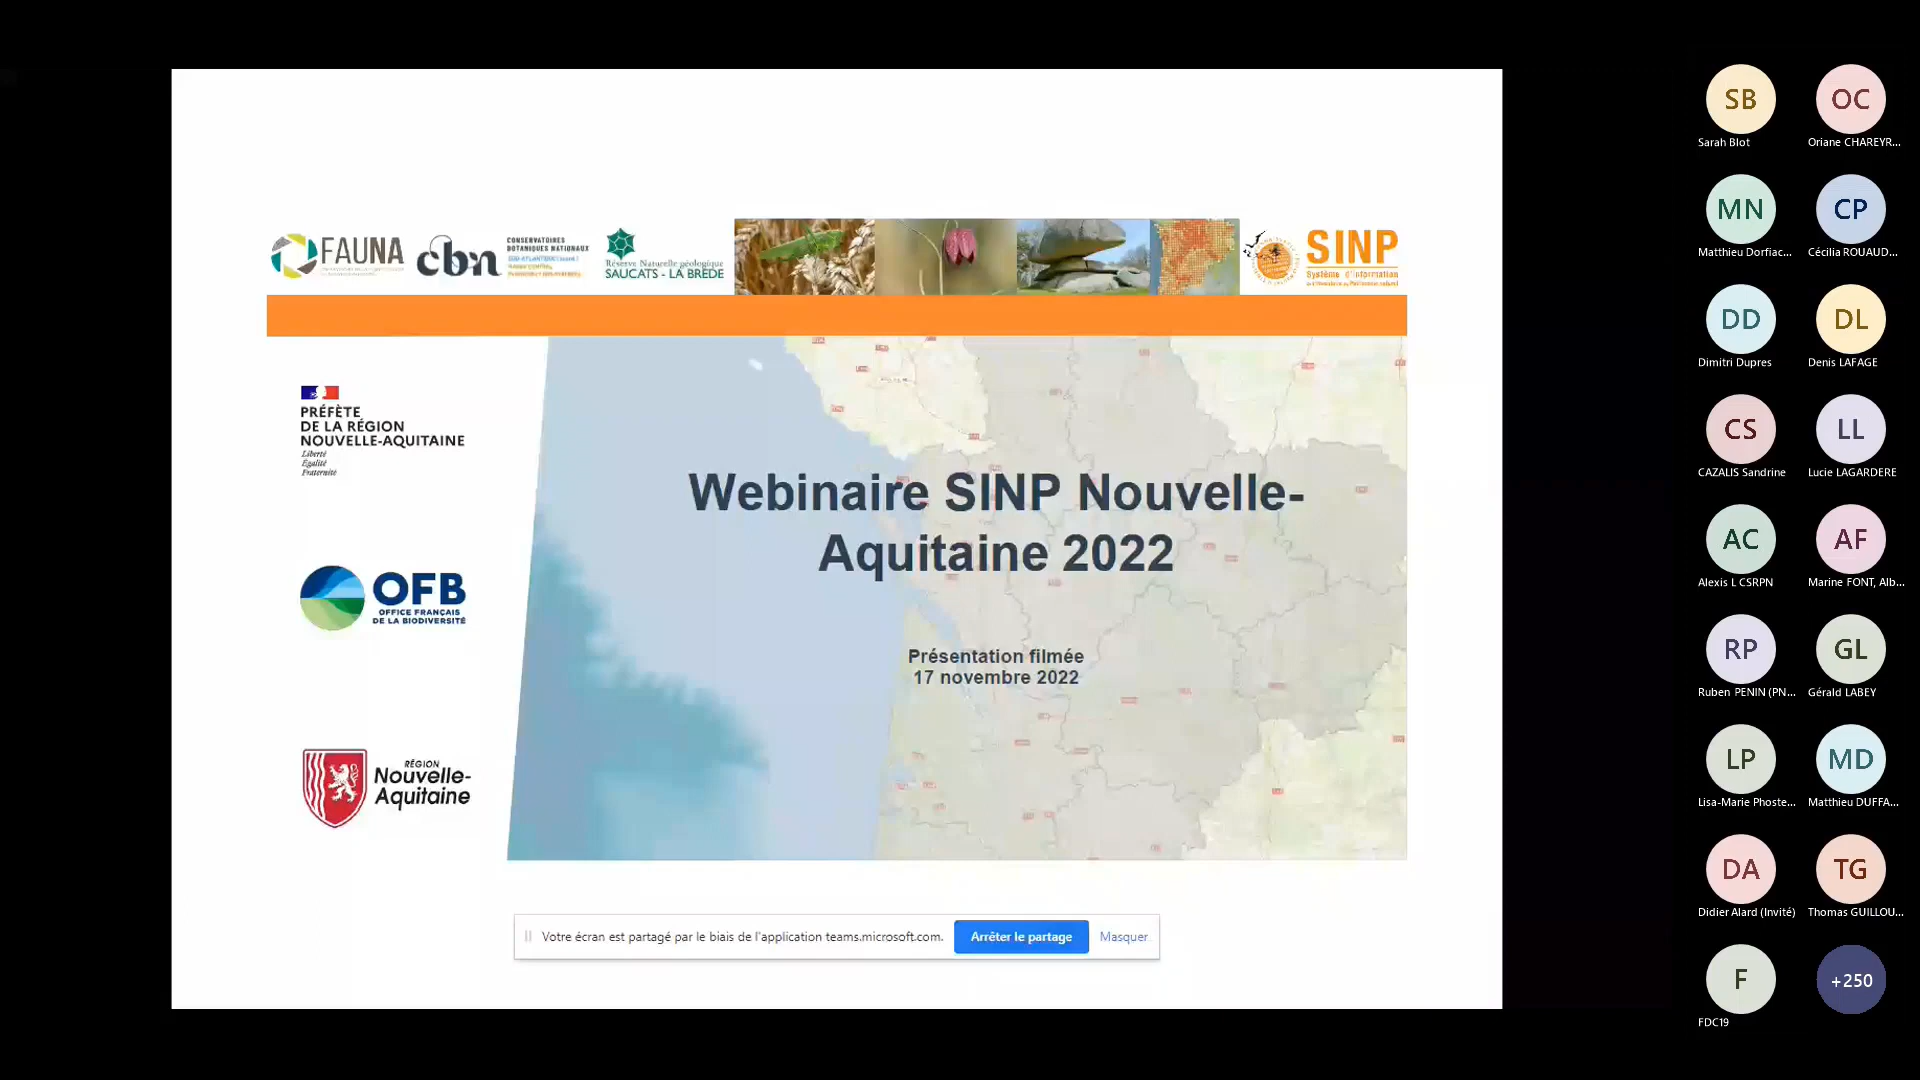 FAUNA
cbn
CONSERVATOIRES
BOTANIQUES NATIONAUX
Réserve Naturelle géologique
SAUCATS - LA BRÈDE
SINP
Système d'information
de l'Inventaire du Patrimoine naturel
PRÉFÈTE
DE LA RÉGION
NOUVELLE-AQUITAINE
Liberté
Égalité
Fraternité
OFB
OFFICE FRANÇAIS
DE LA BIODIVERSITÉ
RÉGION
Nouvelle-
Aquitaine
Webinaire SINP Nouvelle-
Aquitaine 2022
Présentation filmée
17 novembre 2022
Votre écran est partagé par le biais de l'application teams.microsoft.com.
Arrêter le partage
Masquer
SB
Sarah Blot
OC
Oriane CHAREYR...
MN
Matthieu Dorfiac...
CP
Cécilia ROUAUD...
DD
Dimitri Dupres
DL
Denis LAFAGE
CS
CAZALIS Sandrine
LL
Lucie LAGARDERE
AC
Alexis L CSRPN
AF
Marine FONT, Alb...
RP
Ruben PENIN (PN...
GL
Gérald LABEY
LP
Lisa-Marie Phoste...
MD
Matthieu DUFFA...
DA
Didier Alard (Invité)
TG
Thomas GUILLOU...
F
FDC19
+250